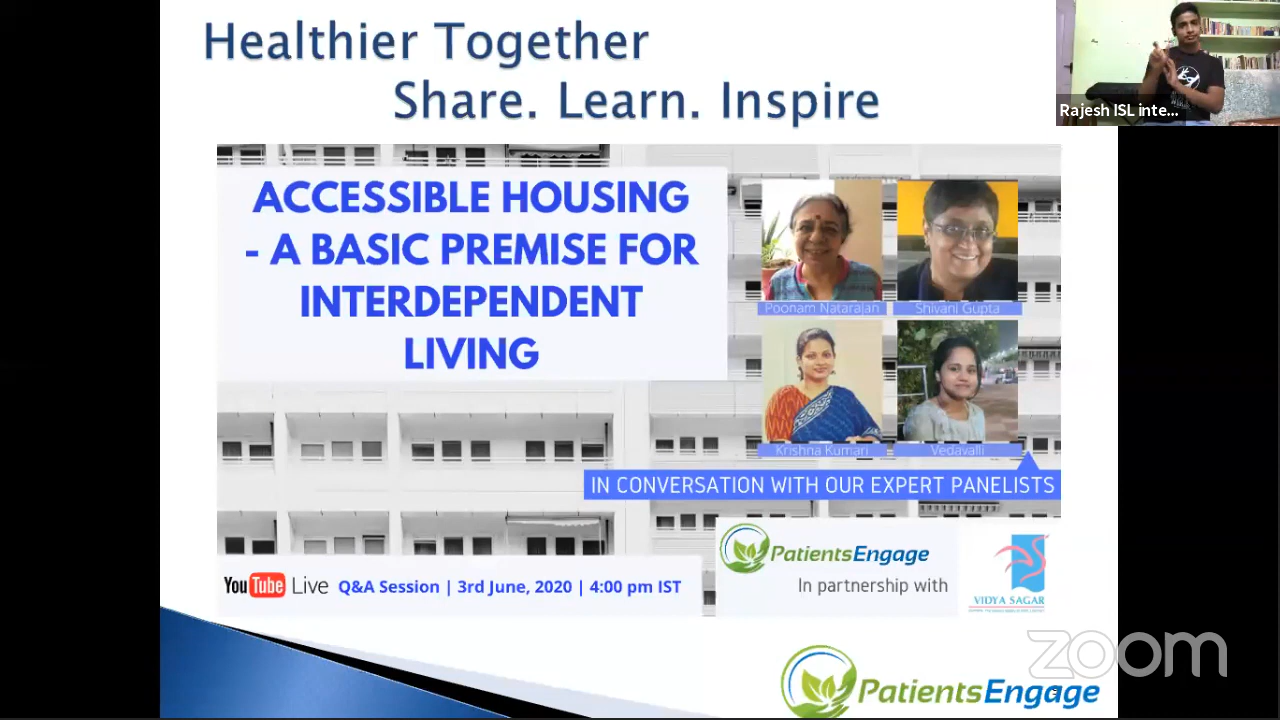 Healthier Together
Share. Learn. Inspire
Rajesh ISL inte...
ACCESSIBLE HOUSING
- A BASIC PREMISE FOR
INTERDEPENDENT
LIVING
Poonam Natarajan
Shivani Gupta
Krishna Kumari
Vedavalli
IN CONVERSATION WITH OUR EXPERT PANELISTS
PatientsEngage
In partnership with
VIDYA SAGAR
YouTube Live Q&A Session | 3rd June, 2020 | 4:00 pm IST
zoom
PatientsEngage